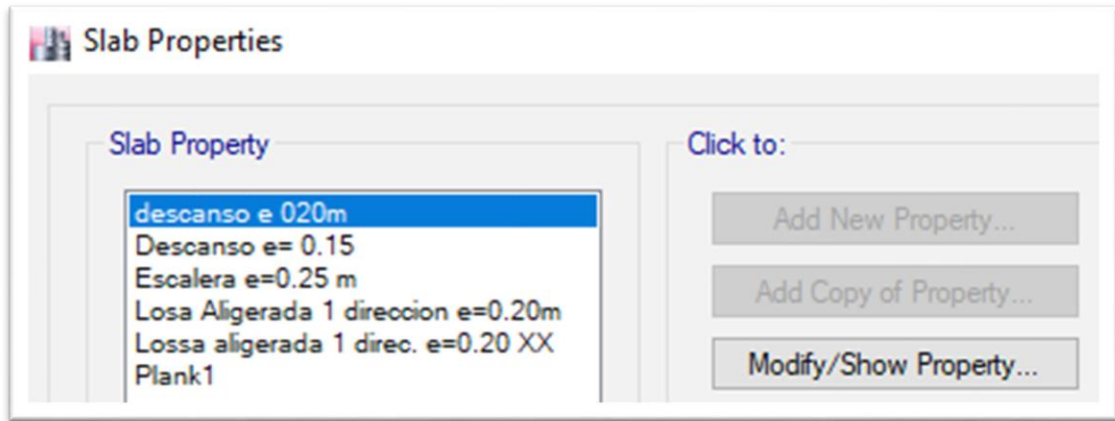 Slab Properties
Slab Property
descanso e 020m
Descanso e= 0.15
Escalera e=0.25 m
Losa Aligerada 1 direccion e=0.20m
Lossa aligerada 1 direc. e=0.20 XX
Plank1
Click to:
Add New Property...
Add Copy of Property...
Modify/Show Property...